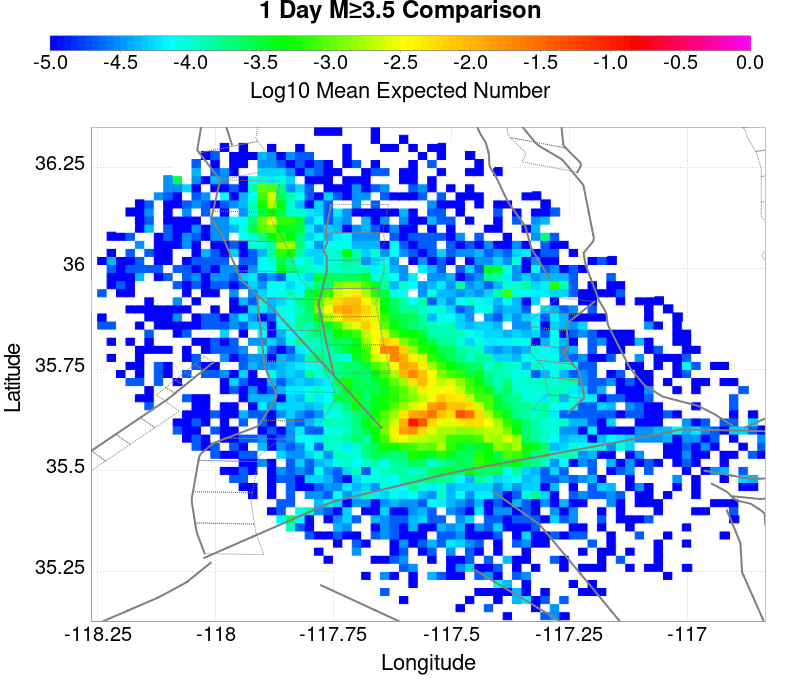 1 Day M≥3.5 Comparison
-5.0 -4.5 -4.0 -3.5 -3.0 -2.5 -2.0 -1.5 -1.0 -0.5 0.0
Log10 Mean Expected Number
36.25
36
35.75
35.5
35.25
Latitude
-118.25 -118 -117.75 -117.5 -117.25 -117
Longitude